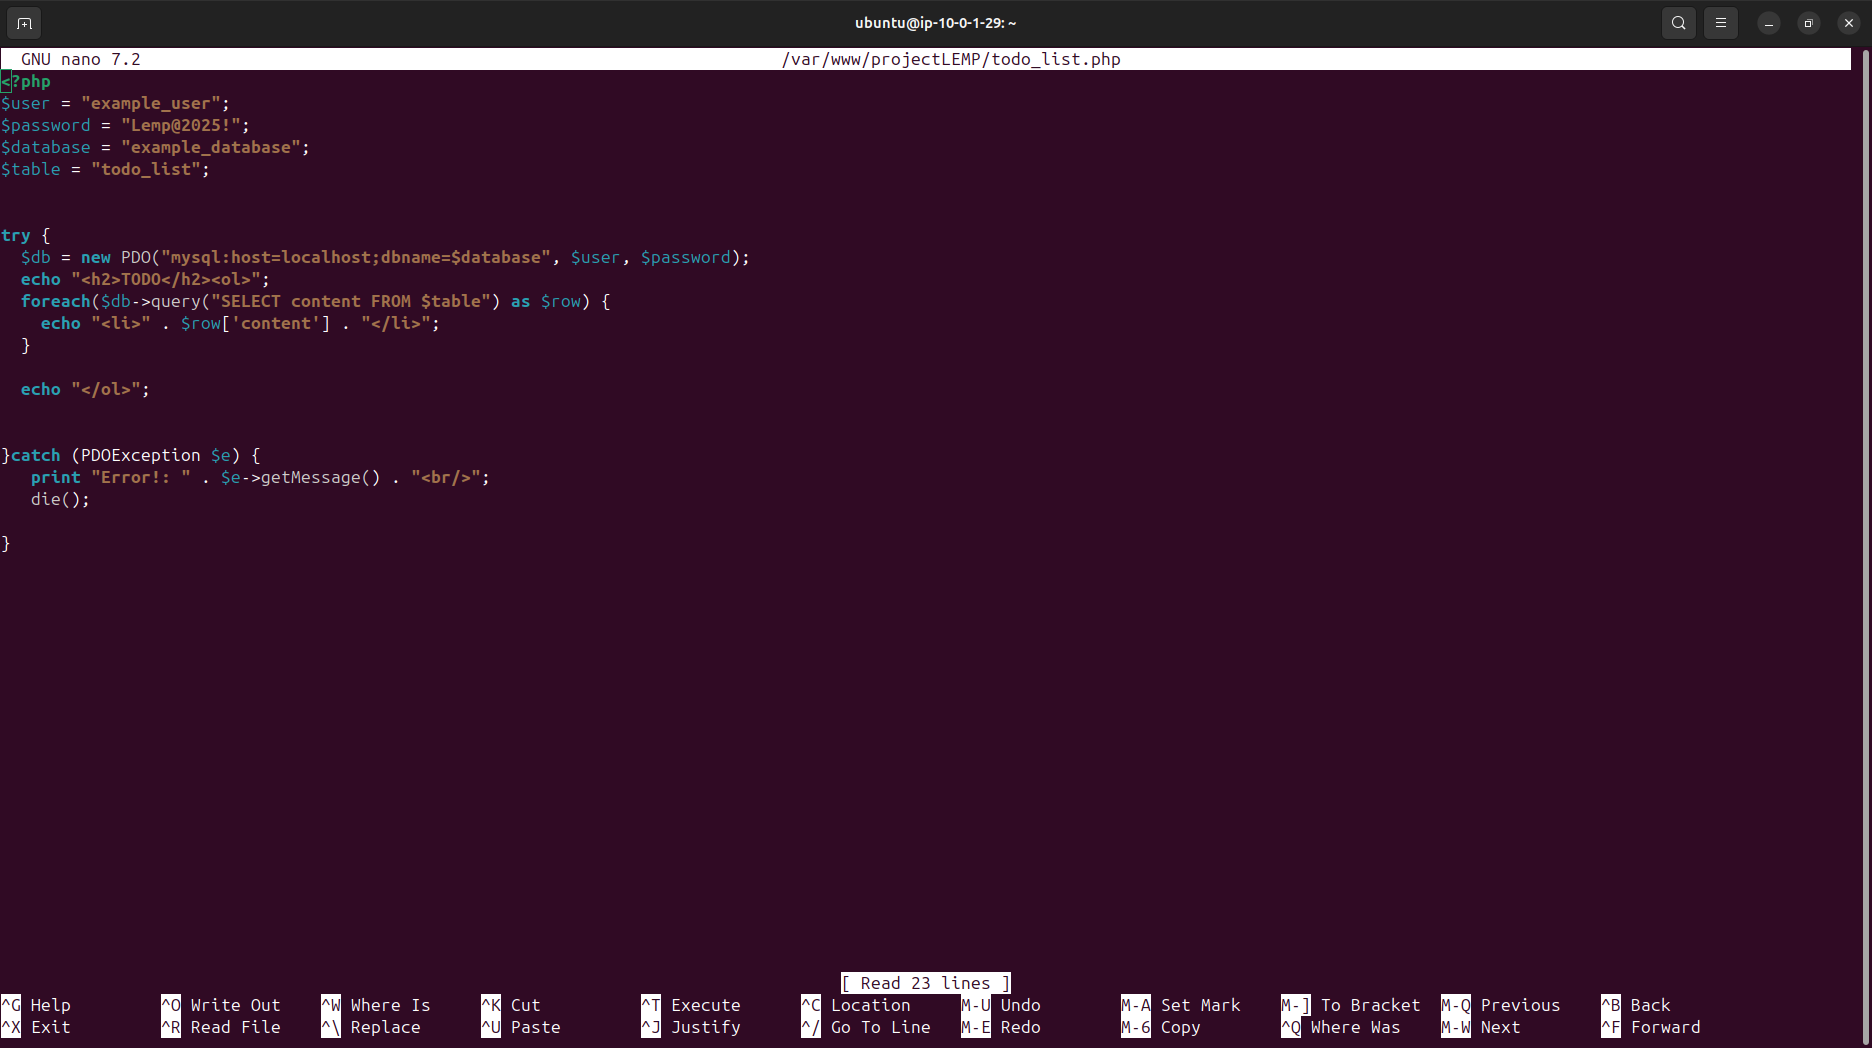 ubuntu@ip-10-0-1-29: ~
GNU nano 7.2 /var/www/projectLEMP/todo_list.php
<?php
$user = "example_user";
$password = "Lemp@2025!";
$database = "example_database";
$table = "todo_list";
try {
  $db = new PDO("mysql:host=localhost;dbname=$database", $user, $password);
  echo "<h2>TODO</h2><ol>";
  foreach($db->query("SELECT content FROM $table") as $row) {
    echo "<li>" . $row['content'] . "</li>";
  }
  echo "</ol>";
}catch (PDOException $e) {
   print "Error!: " . $e->getMessage() . "<br/>";
   die();
}
[ Read 23 lines ]
^G Help ^O Write Out ^W Where Is ^K Cut ^T Execute ^C Location M-U Undo M-A Set Mark M-] To Bracket M-Q Previous ^B Back
^X Exit ^R Read File ^\ Replace ^U Paste ^J Justify ^/ Go To Line M-E Redo M-6 Copy ^Q Where Was M-W Next ^F Forward